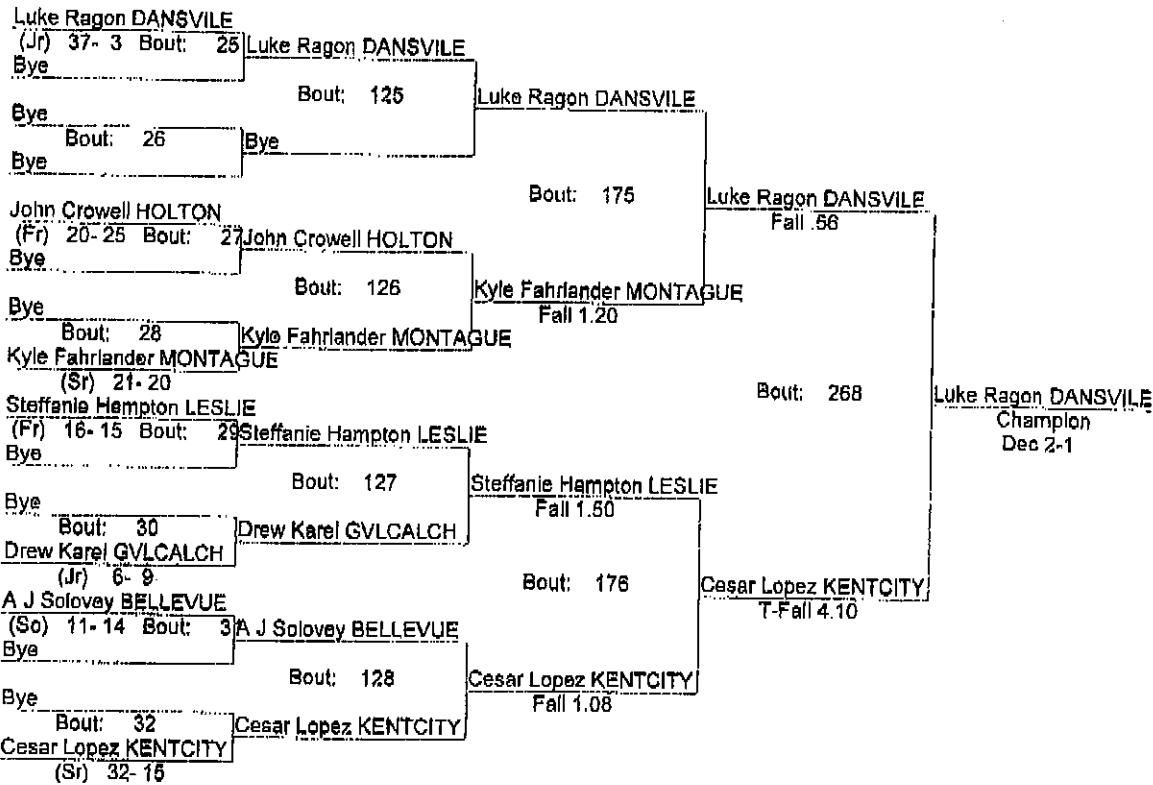 Luke Ragon DANSVILE
(Jr) 37- 3 Bout: 25
Bye
Bye
Bout: 26
Bye
John Crowell HOLTON
(Fr) 20- 25 Bout: 27
Bye
Bye
Bout: 28
Kyle Fahrlander MONTAGUE
(Sr) 21- 20
Steffanie Hampton LESLIE
(Fr) 16- 15 Bout: 29
Bye
Bye
Bout: 30
Drew Karel GVLCALCH
(Jr) 6- 9
A J Solovey BELLEVUE
(So) 11- 14 Bout: 31
Bye
Bye
Bout: 32
Cesar Lopez KENTCITY
(Sr) 32- 15
Luke Ragon DANSVILE
Bout: 125
Bye
John Crowell HOLTON
Bout: 126
Kyle Fahrlander MONTAGUE
Steffanie Hampton LESLIE
Bout: 127
Drew Karel GVLCALCH
A J Solovey BELLEVUE
Bout: 128
Cesar Lopez KENTCITY
Luke Ragon DANSVILE
Bout: 175
Kyle Fahrlander MONTAGUE
Fall 1.20
Steffanie Hampton LESLIE
Fall 1.50
Bout: 176
Cesar Lopez KENTCITY
Fall 1.08
Luke Ragon DANSVILE
Fall .56
Bout: 268
Cesar Lopez KENTCITY
T-Fall 4.10
Luke Ragon DANSVILE
Champion
Dec 2-1